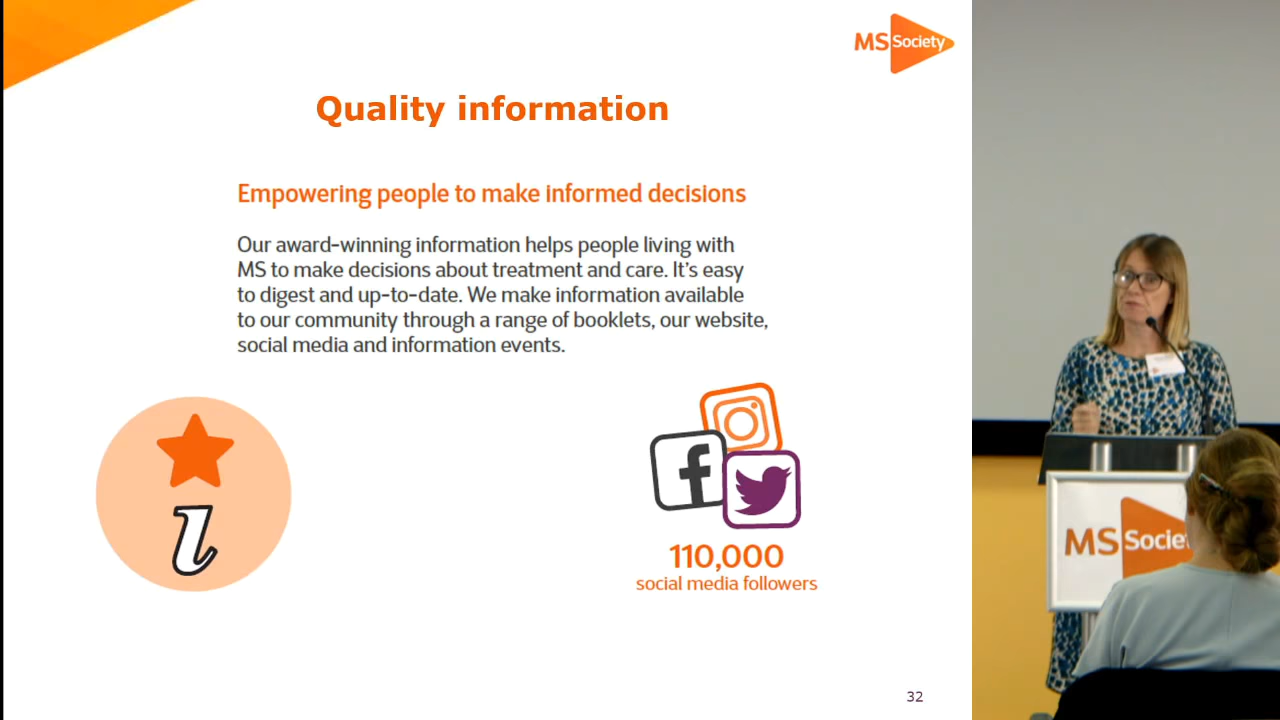 MS Society
Quality information
Empowering people to make informed decisions
Our award-winning information helps people living with
MS to make decisions about treatment and care. It's easy
to digest and up-to-date. We make information available
to our community through a range of booklets, our website,
social media and information events.
110,000
social media followers
32
MS Societ